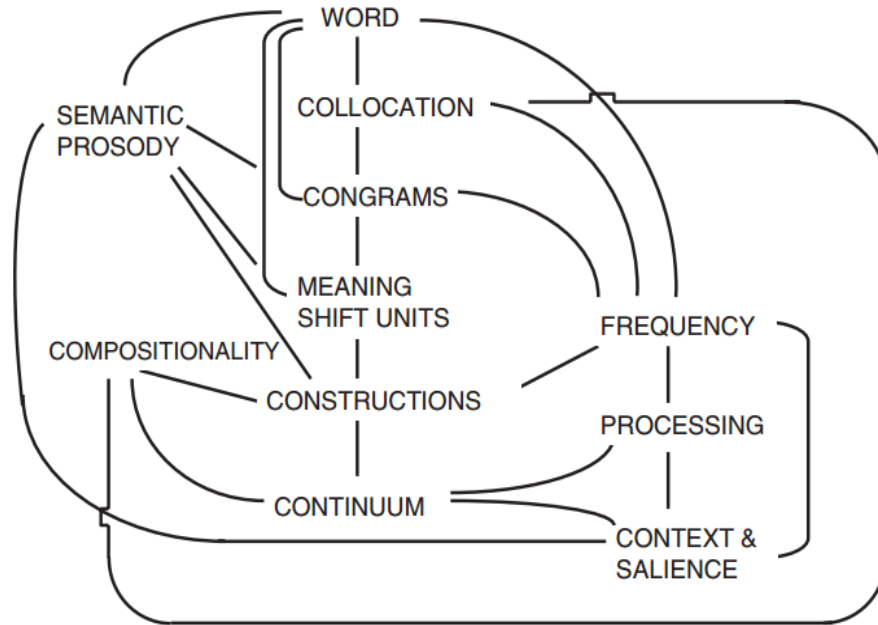 WORD
COLLOCATION
SEMANTIC
PROSODY
CONGRAMS
MEANING
SHIFT UNITS
FREQUENCY
COMPOSITIONALITY
CONSTRUCTIONS
PROCESSING
CONTINUUM
CONTEXT &
SALIENCE